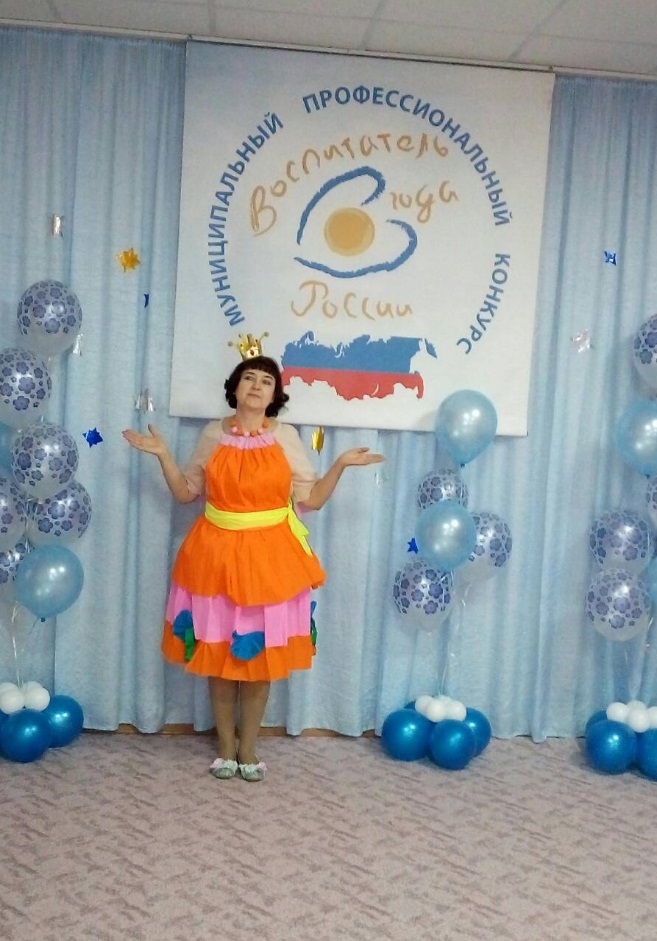 МУНИЦИПАЛЬНЫЙ ПРОФЕССИОНАЛЬНЫЙ КОНКУРС
Воспитатель
года
России